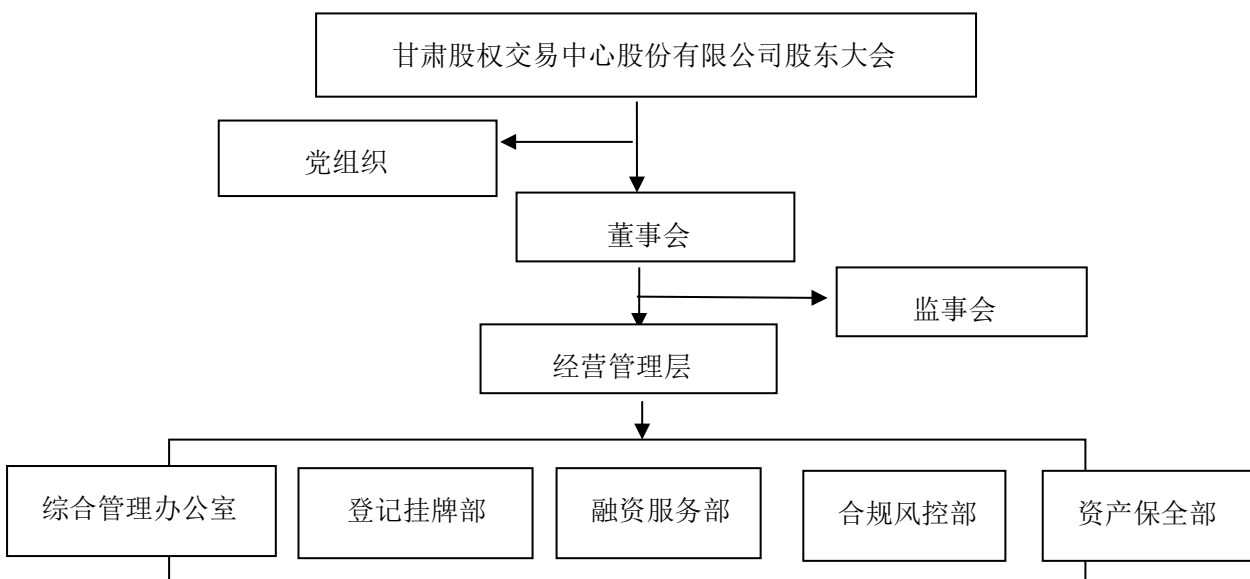 甘肃股权交易中心股份有限公司股东大会
党组织
董事会
监事会
经营管理层
综合管理办公室
登记挂牌部
融资服务部
合规风控部
资产保全部